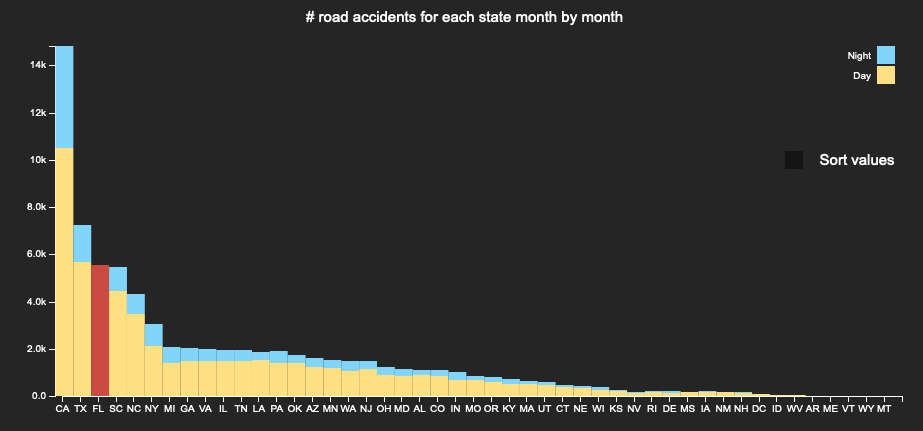 # road accidents for each state month by month
Night
Day
Sort values
14k
12k
10k
8.0k
6.0k
4.0k
2.0k
0.0
CA TX FL SC NC NY MI GA VA IL TN LA PA OK AZ MN WA NJ OH MD AL CO IN MO OR KY MA UT CT NE WI KS NV RI DE MS IA NM NH DC ID WV AR ME VT WY MT